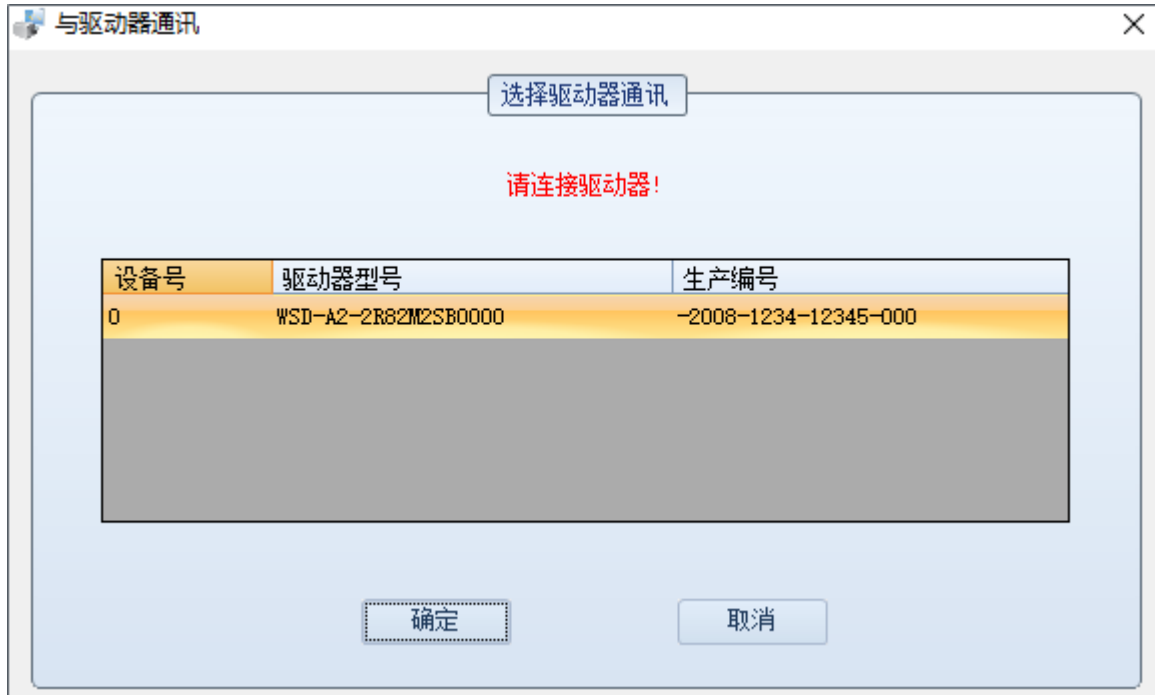 与驱动器通讯
选择驱动器通讯
请连接驱动器!
设备号 驱动器型号 生产编号
0 WSD-A2-2R82M2SB0000 -2008-1234-12345-000
确定 取消